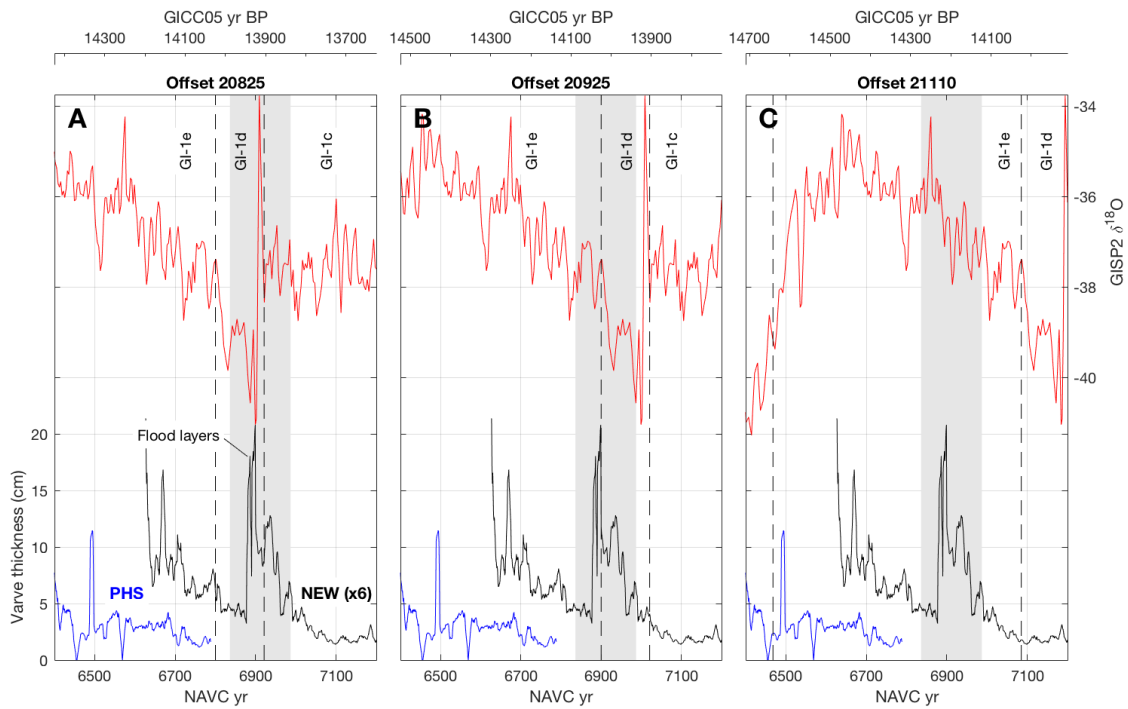 GICC05 yr BP
GICC05 yr BP
GICC05 yr BP
14300 14100 13900 13700
14500 14300 14100 13900
14700 14500 14300 14100
Offset 20825
Offset 20925
Offset 21110
A
B
C
GI-1e
GI-1d
GI-1c
GI-1e
GI-1d
GI-1c
GI-1e
GI-1d
-34
-36
-38
-40
GISP2 δ18O
Flood layers
20
15
10
5
0
Varve thickness (cm)
PHS
NEW (x6)
6500 6700 6900 7100
6500 6700 6900 7100
6500 6700 6900 7100
NAVC yr
NAVC yr
NAVC yr